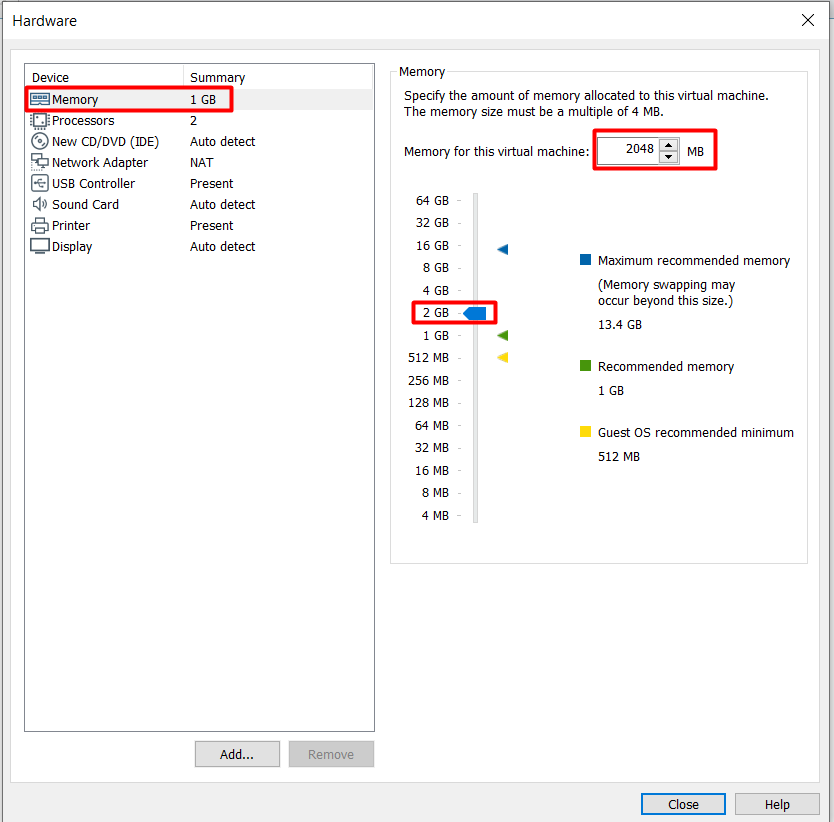 Hardware
Device Summary
Memory 1 GB
Processors 2
New CD/DVD (IDE) Auto detect
Network Adapter NAT
USB Controller Present
Sound Card Auto detect
Printer Present
Display Auto detect
Add...
Remove
Memory
Specify the amount of memory allocated to this virtual machine.
The memory size must be a multiple of 4 MB.
Memory for this virtual machine: 2048 MB
64 GB
32 GB
16 GB
8 GB
4 GB
2 GB
1 GB
512 MB
256 MB
128 MB
64 MB
32 MB
16 MB
8 MB
4 MB
Maximum recommended memory
(Memory swapping may
occur beyond this size.)
13.4 GB
Recommended memory
1 GB
Guest OS recommended minimum
512 MB
Close
Help